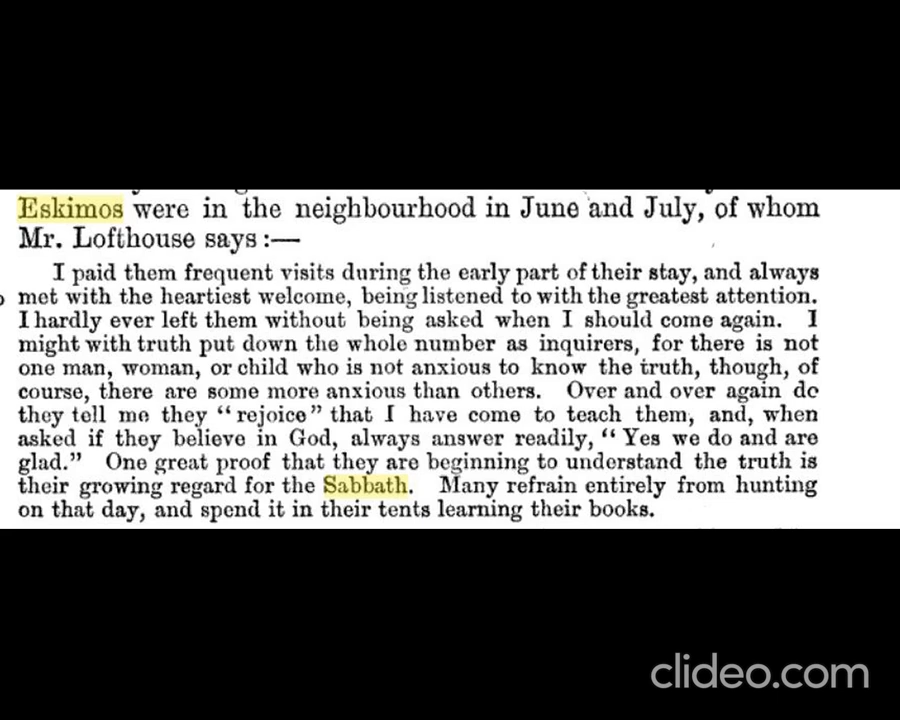 Eskimos were in the neighbourhood in June and July, of whom
Mr. Lofthouse says :—
I paid them frequent visits during the early part of their stay, and always
met with the heartiest welcome, being listened to with the greatest attention.
I hardly ever left them without being asked when I should come again. I
might with truth put down the whole number as inquirers, for there is not
one man, woman, or child who is not anxious to know the truth, though, of
course, there are some more anxious than others. Over and over again do
they tell me they “rejoice” that I have come to teach them, and, when
asked if they believe in God, always answer readily, “Yes we do and are
glad.” One great proof that they are beginning to understand the truth is
their growing regard for the Sabbath. Many refrain entirely from hunting
on that day, and spend it in their tents learning their books.
clideo.com